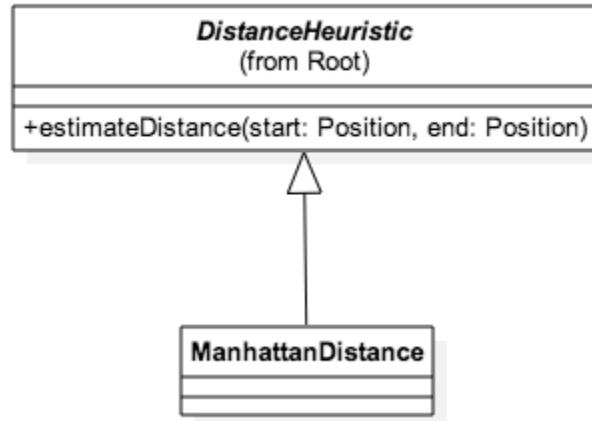 DistanceHeuristic
(from Root)
+estimateDistance(start: Position, end: Position)
ManhattanDistance